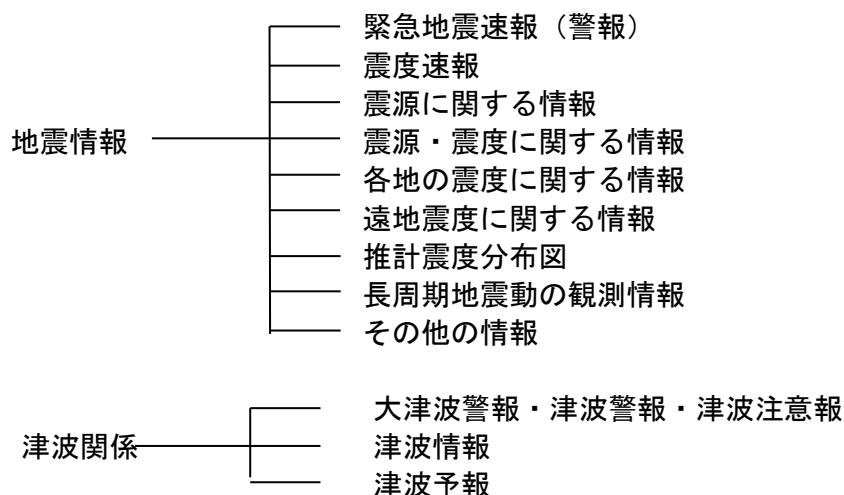 緊急地震速報（警報）
震度速報
震源に関する情報
地震情報
震源・震度に関する情報
各地の震度に関する情報
遠地震度に関する情報
推計震度分布図
長周期地震動の観測情報
その他の情報
大津波警報・津波警報・津波注意報
津波関係
津波情報
津波予報